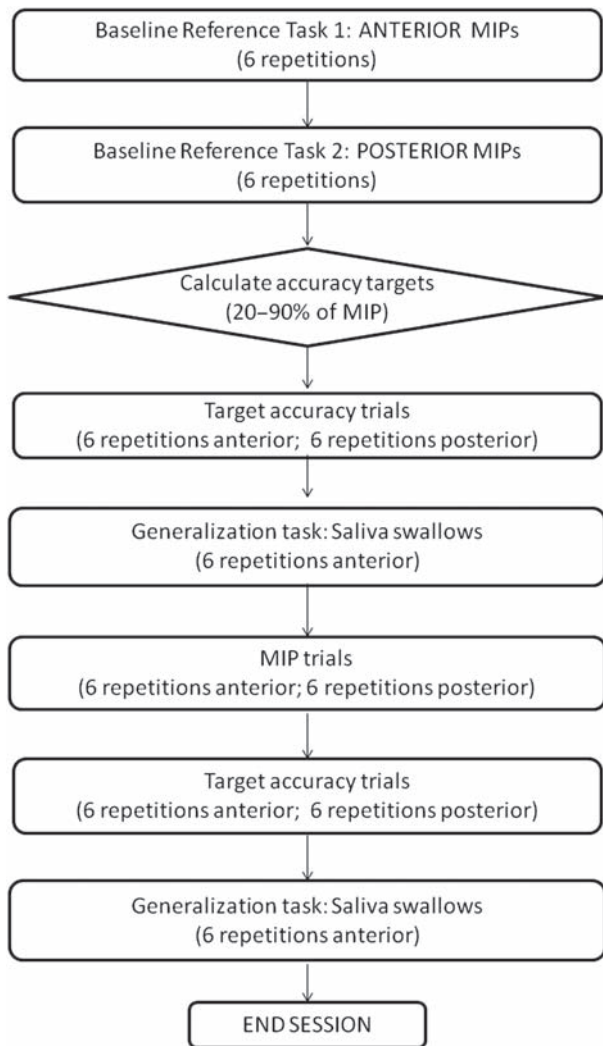 Baseline Reference Task 1: ANTERIOR MIPs
(6 repetitions)
Baseline Reference Task 2: POSTERIOR MIPs
(6 repetitions)
Calculate accuracy targets
(20–90% of MIP)
Target accuracy trials
(6 repetitions anterior; 6 repetitions posterior)
Generalization task: Saliva swallows
(6 repetitions anterior)
MIP trials
(6 repetitions anterior; 6 repetitions posterior)
Target accuracy trials
(6 repetitions anterior; 6 repetitions posterior)
Generalization task: Saliva swallows
(6 repetitions anterior)
END SESSION